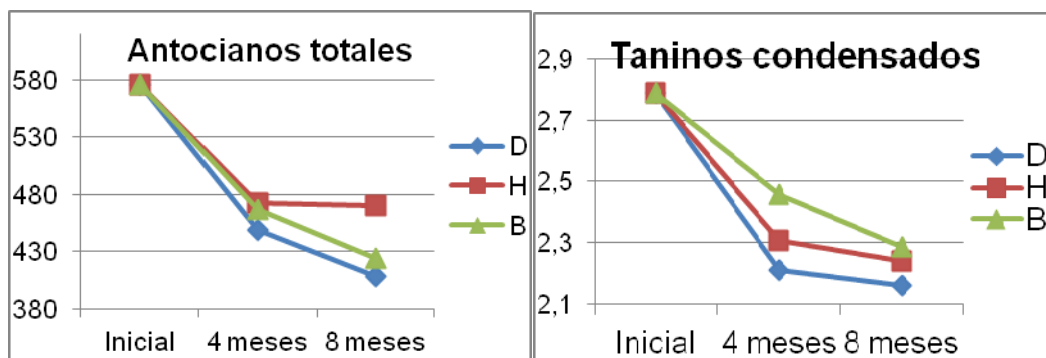 Antocianos totales
580
530
480
430
380
Inicial 4 meses 8 meses
D
H
B
Taninos condensados
2,9
2,7
2,5
2,3
2,1
Inicial 4 meses 8 meses
D
H
B